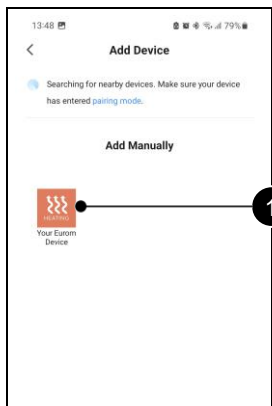 13:48 79%
Add Device
Searching for nearby devices. Make sure your device
has entered pairing mode.
Add Manually
HEATING
1
Your Eurom
Device